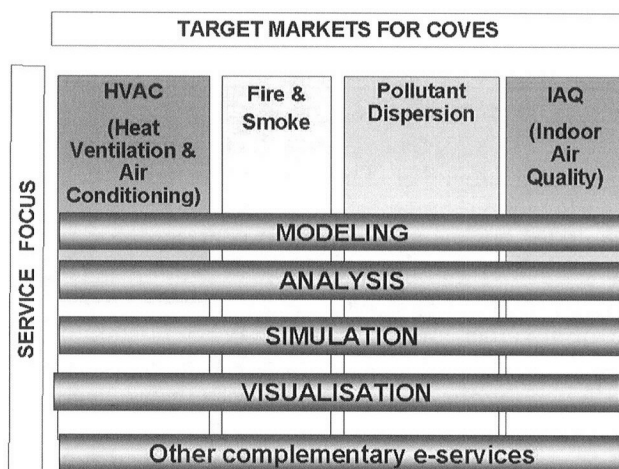 TARGET MARKETS FOR COVES
SERVICE FOCUS
HVAC
(Heat
Ventilation &
Air
Conditioning)
Fire &
Smoke
Pollutant
Dispersion
IAQ
(Indoor
Air
Quality)
MODELING
ANALYSIS
SIMULATION
VISUALISATION
Other complementary e-services